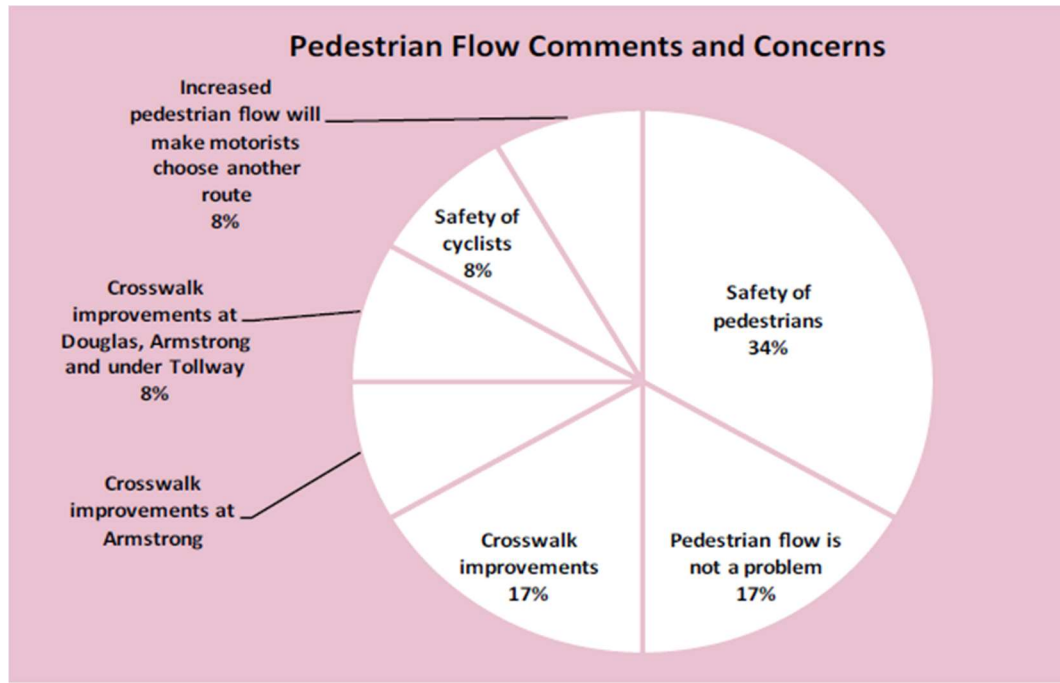 Pedestrian Flow Comments and Concerns
Increased
pedestrian flow will
make motorists
choose another
route
8%
Safety of
cyclists
8%
Safety of
pedestrians
34%
Crosswalk
improvements at
Douglas, Armstrong
and under Tollway
8%
Crosswalk
improvements at
Armstrong
Crosswalk
improvements
17%
Pedestrian flow is
not a problem
17%